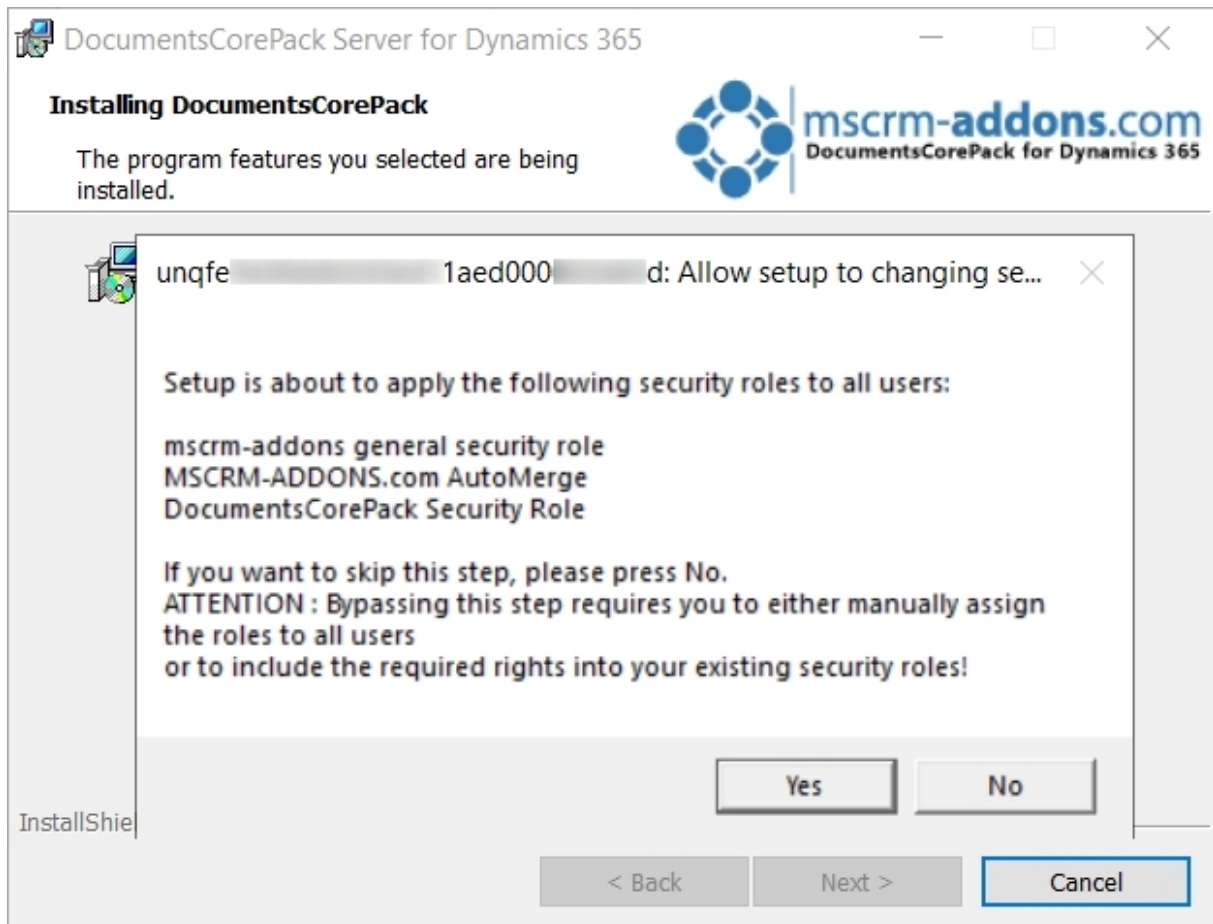 DocumentsCorePack Server for Dynamics 365
Installing DocumentsCorePack
The program features you selected are being
installed.
mscrm-addons.com
DocumentsCorePack for Dynamics 365
unqfe 1aed000 d: Allow setup to changing se...
Setup is about to apply the following security roles to all users:
mscrm-addons general security role
MSCRM-ADDONS.com AutoMerge
DocumentsCorePack Security Role
If you want to skip this step, please press No.
ATTENTION : Bypassing this step requires you to either manually assign
the roles to all users
or to include the required rights into your existing security roles!
Yes No
InstallShie
< Back Next > Cancel